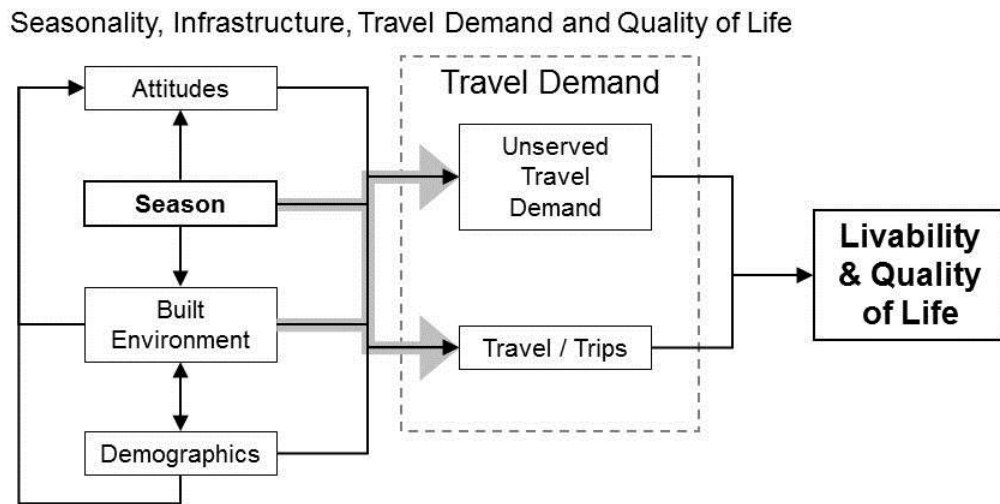 Seasonality, Infrastructure, Travel Demand and Quality of Life
Attitudes
Season
Built
Environment
Demographics
Travel Demand
Unserved
Travel
Demand
Travel / Trips
Livability
& Quality
of Life